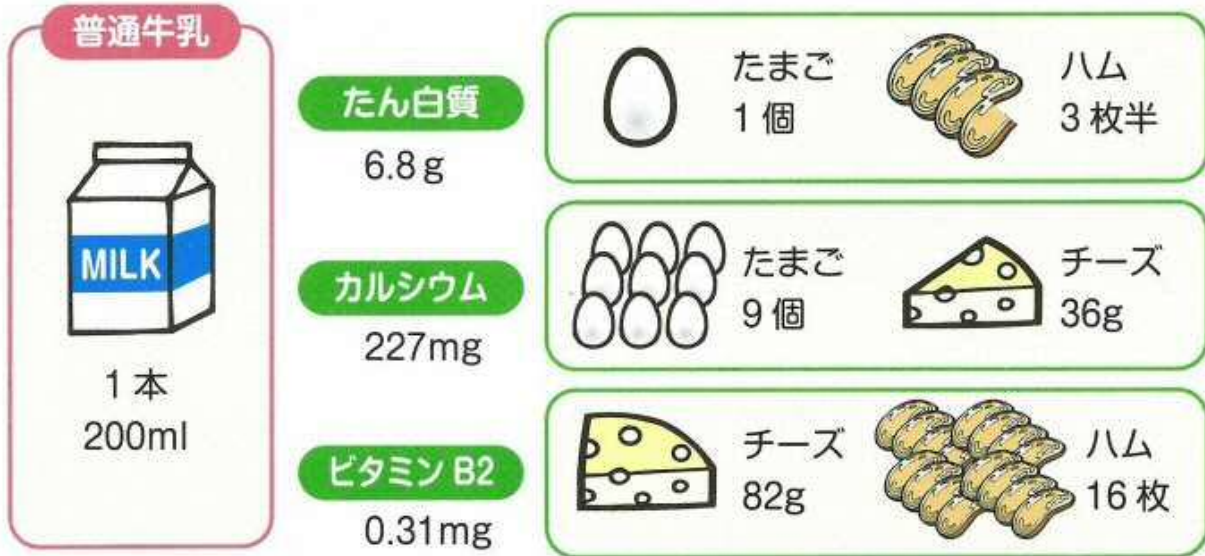 普通牛乳
MILK
1本
200ml
たん白質
6.8g
たまご
1個
ハム
3枚半
カルシウム
227mg
たまご
9個
チーズ
36g
ビタミンB2
0.31mg
チーズ
82g
ハム
16枚